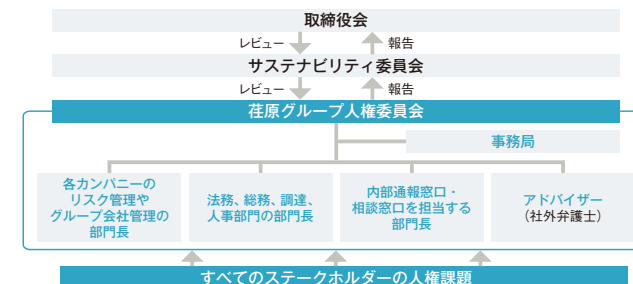 取締役会
レビュー 報告
サステナビリティ委員会
レビュー 報告
荏原グループ人権委員会
事務局
各カンパニーの
リスク管理や
グループ会社管理の
部門長
法務、総務、調達、
人事部門の部門長
内部通報窓口・
相談窓口を担当する
部門長
アドバイザー
（社外弁護士）
すべてのステークホルダーの人権課題